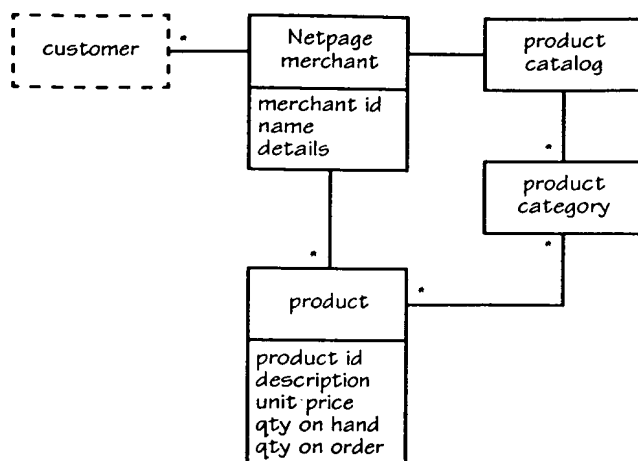 customer
*
Netpage
merchant
merchant id
name
details
product
catalog
*
product
category
*
*
*
product
product id
description
unit price
qty on hand
qty on order